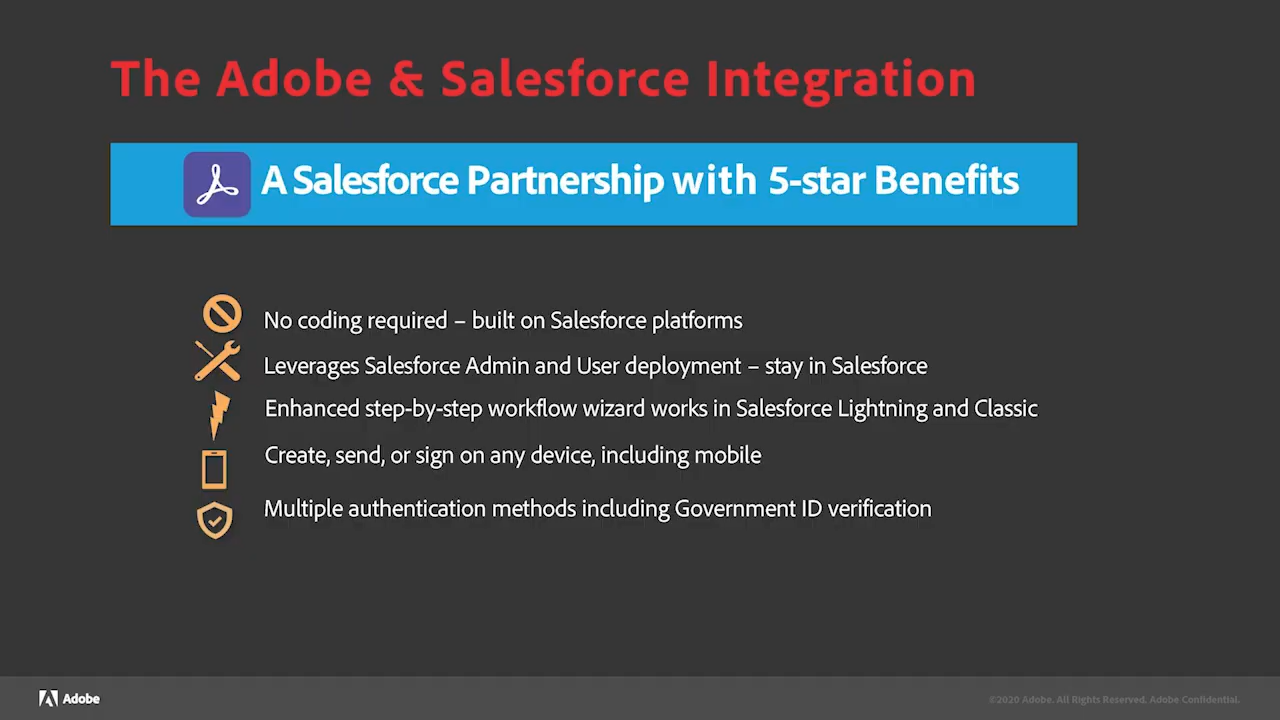 The Adobe & Salesforce Integration
A Salesforce Partnership with 5-star Benefits
No coding required – built on Salesforce platforms
Leverages Salesforce Admin and User deployment – stay in Salesforce
Enhanced step-by-step workflow wizard works in Salesforce Lightning and Classic
Create, send, or sign on any device, including mobile
Multiple authentication methods including Government ID verification
Adobe
©2020 Adobe. All Rights Reserved. Adobe Confidential.